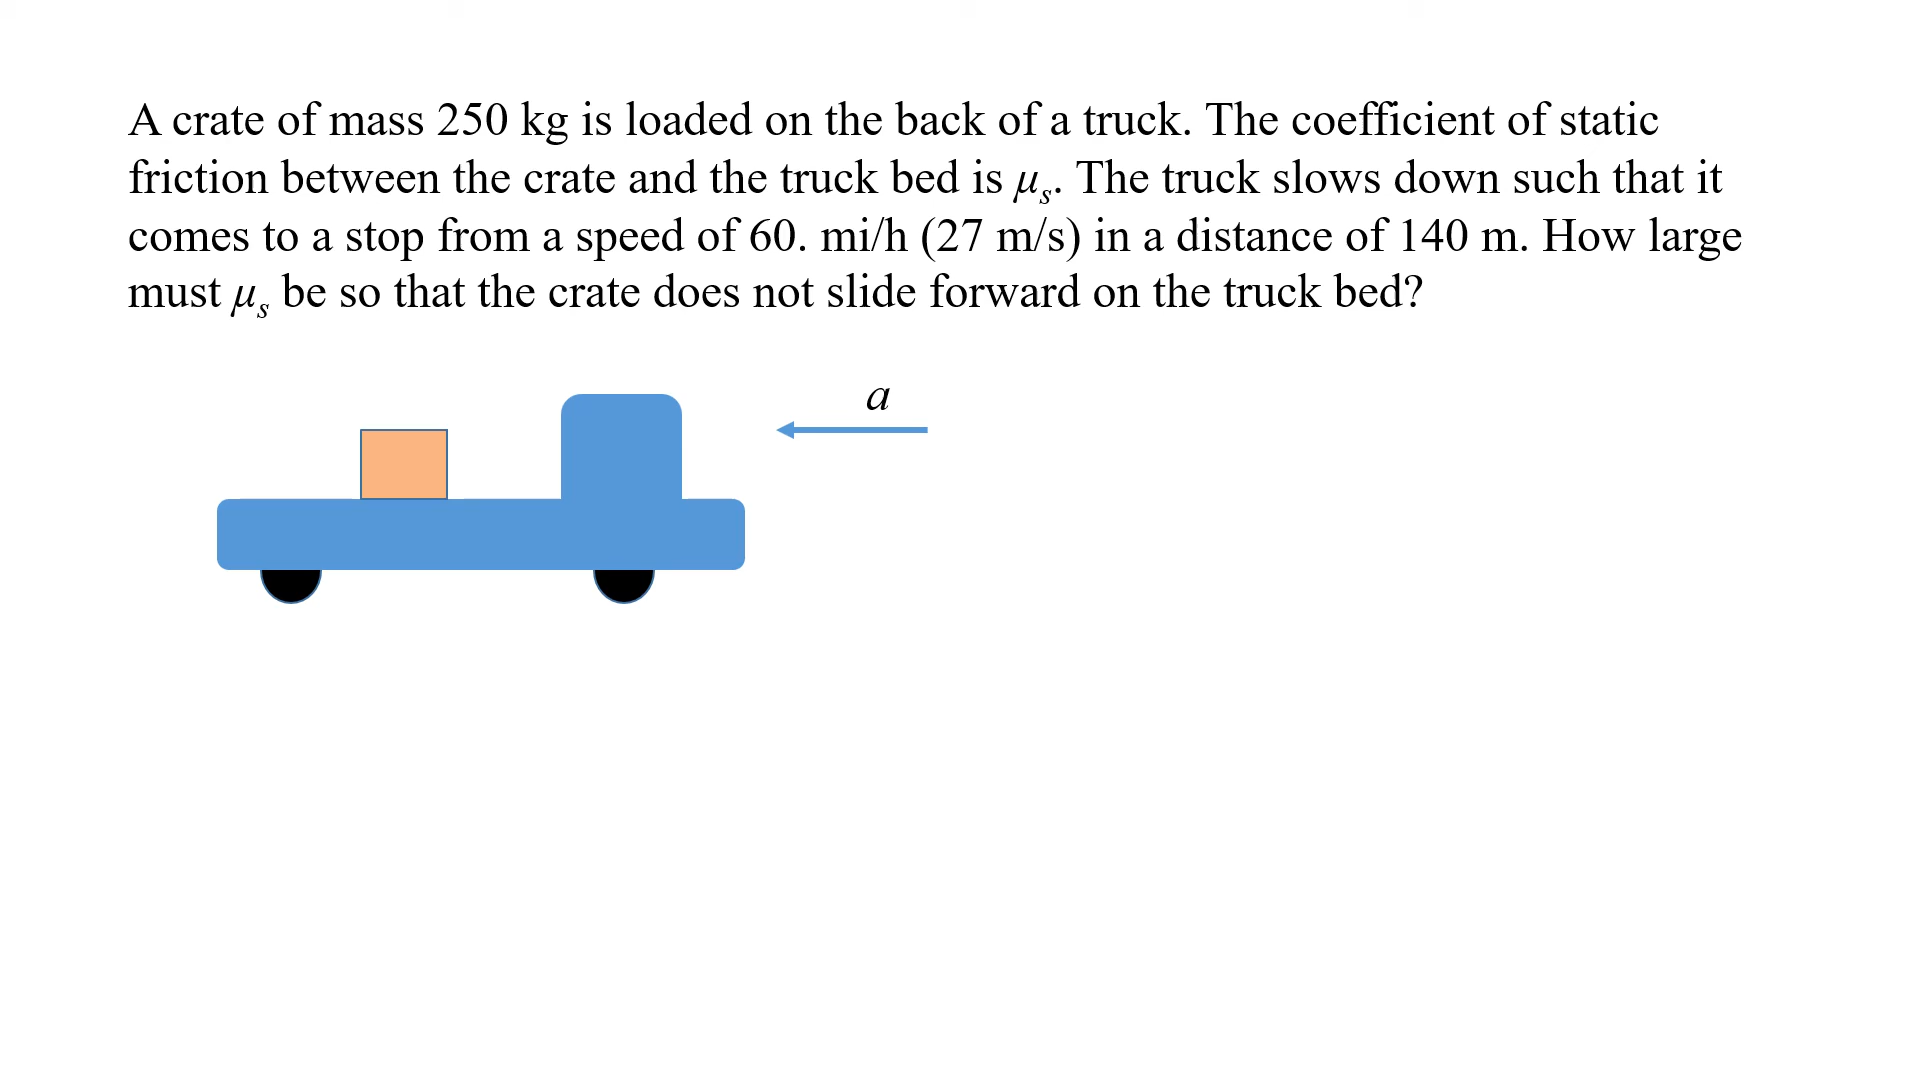 A crate of mass 250 kg is loaded on the back of a truck. The coefficient of static
friction between the crate and the truck bed is μₛ. The truck slows down such that it
comes to a stop from a speed of 60. mi/h (27 m/s) in a distance of 140 m. How large
must μₛ be so that the crate does not slide forward on the truck bed?
a